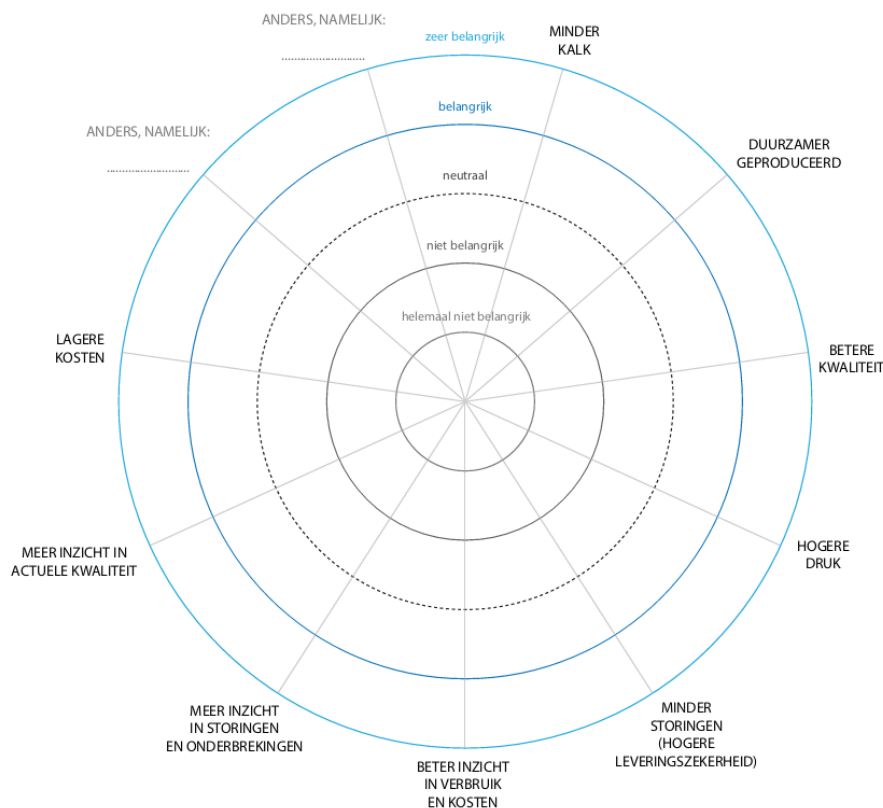 ANDERS, NAMELIJK:
............................
zeer belangrijk
MINDER
KALK
belangrijk
ANDERS, NAMELIJK:
............................
DUURZAMER
GEPRODUCEERD
neutraal
niet belangrijk
helemaal niet belangrijk
LAGERE
KOSTEN
BETERE
KWALITEIT
MEER INZICHT IN
ACTUELE KWALITEIT
HOGERE
DRUK
MEER INZICHT
IN STORINGEN
EN ONDERBREKINGEN
MINDER
STORINGEN
(HOGERE
LEVERINGSZEKERHEID)
BETER INZICHT
IN VERBRUIK
EN KOSTEN